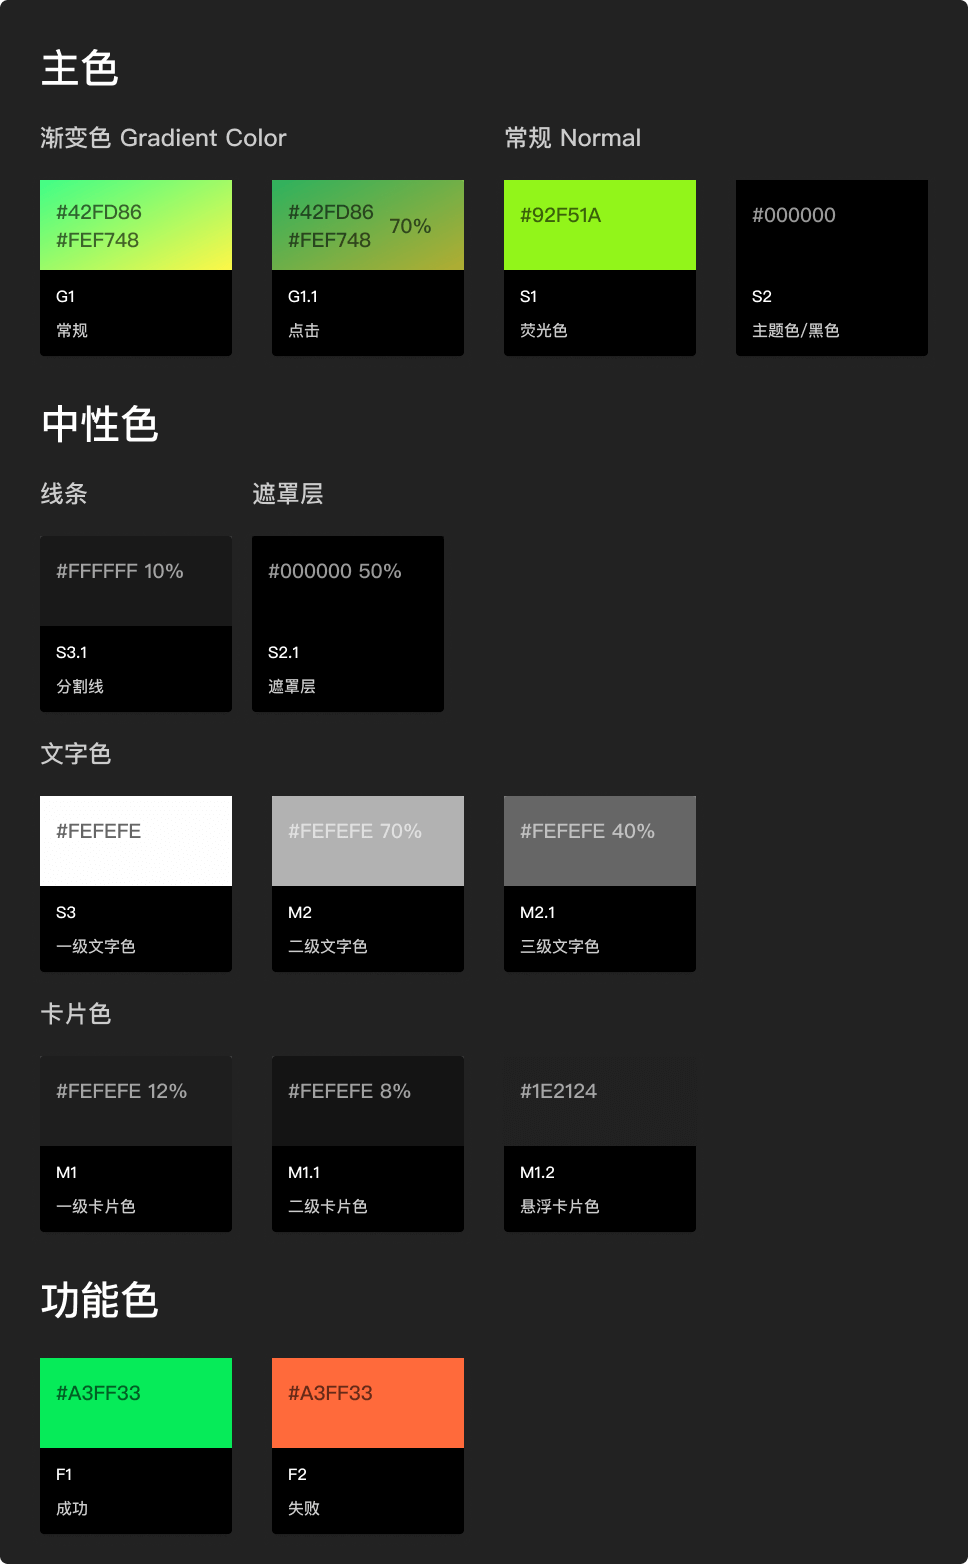 主色
渐变色 Gradient Color
#42FD86
#FEF748
G1
常规
#42FD86
#FEF748
70%
G1.1
点击
常规 Normal
#92F51A
S1
荧光色
#000000
S2
主题色/黑色
中性色
线条
#FFFFFF 10%
S3.1
分割线
遮罩层
#000000 50%
S2.1
遮罩层
文字色
#FEFEFE
S3
一级文字色
#FEFEFE 70%
M2
二级文字色
#FEFEFE 40%
M2.1
三级文字色
卡片色
#FEFEFE 12%
M1
一级卡片色
#FEFEFE 8%
M1.1
二级卡片色
#1E2124
M1.2
悬浮卡片色
功能色
#A3FF33
F1
成功
#A3FF33
F2
失败